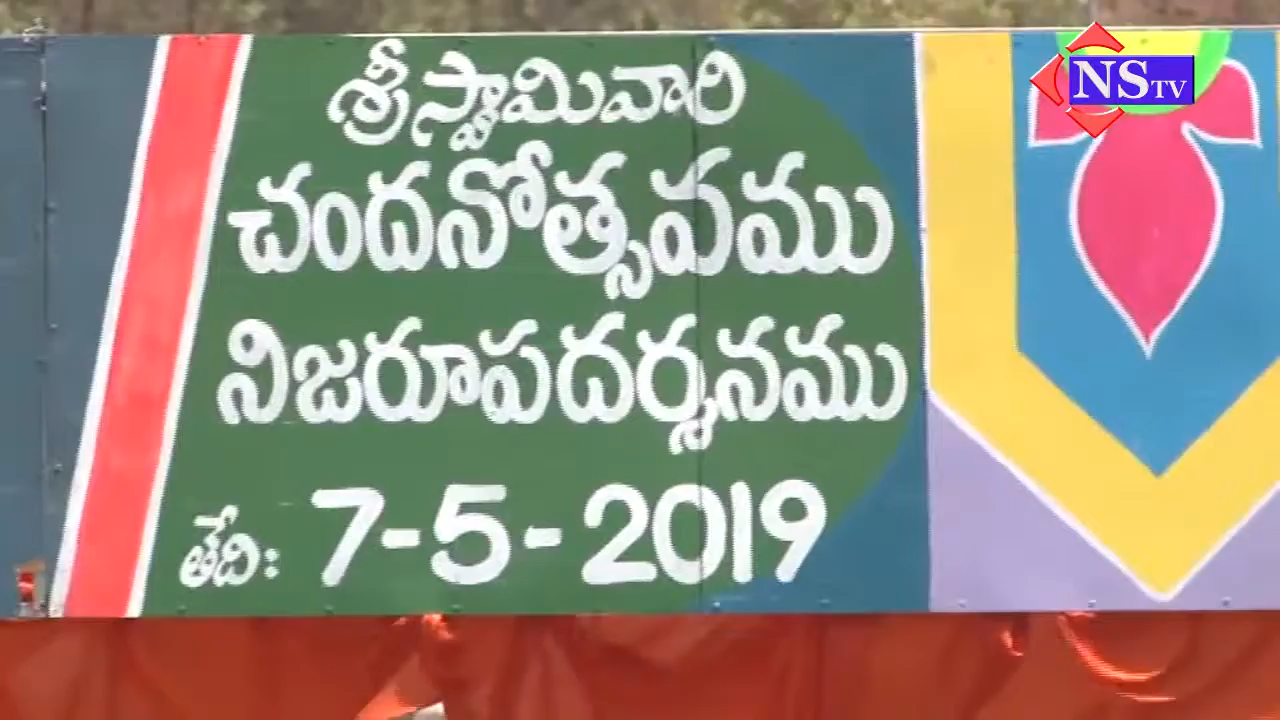 NS TV
శ్రీస్వామివారి
చందనోత్సవము
నిజరూపదర్శనము
తేది: 7-5-2019